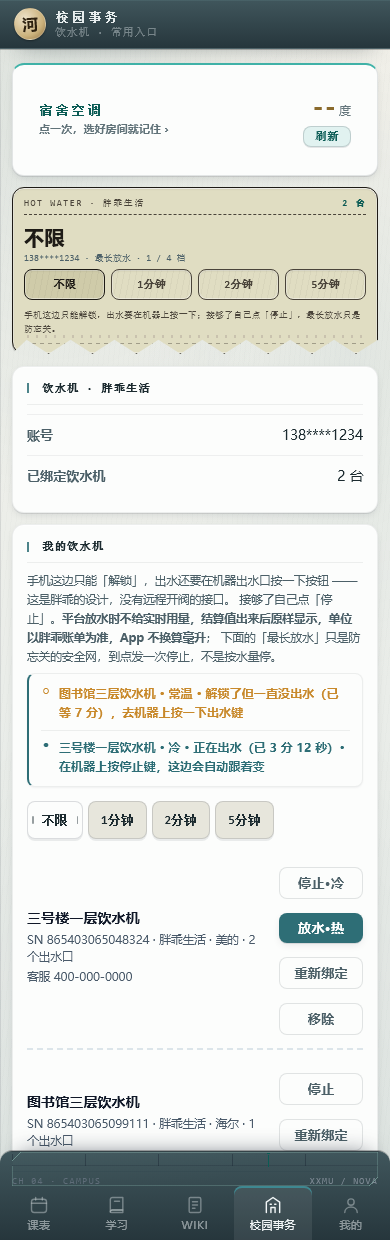 河
校园事务
饮水机 · 常用入口
宿舍空调
点一次，选好房间就记住 ›
-- 度
刷新
HOT WATER · 胖乖生活
2 台
不限
138****1234 · 最长放水 · 1 / 4 档
不限
1分钟
2分钟
5分钟
手机这边只能解锁，出水要在机器上按一下；接够了自己点「停止」，最长放水只是
防忘关。
饮水机 · 胖乖生活
账号
138****1234
已绑定饮水机
2 台
我的饮水机
手机这边只能「解锁」，出水还要在机器出水口按一下按钮 ——
这是胖乖的设计，没有远程开阀的接口。 接够了自己点「停
止」。平台放水时不给实时用量，结算值出来后原样显示，单位
以胖乖账单为准，App 不换算毫升； 下面的「最长放水」只是防
忘关的安全网，到点发一次停止，不是按水量停。
图书馆三层饮水机 · 常温 · 解锁了但一直没出水（已
等 7 分），去机器上按一下出水键
三号楼一层饮水机 · 冷 · 正在出水（已 3 分 12 秒） ·
在机器上按停止键，这边会自动跟着变
不限
1分钟
2分钟
5分钟
停止·冷
三号楼一层饮水机
SN 865403065048324 · 胖乖生活 · 美的 · 2
个出水口
客服 400-000-0000
放水·热
重新绑定
移除
停止
图书馆三层饮水机
SN 865403065099111 · 胖乖生活 · 海尔 · 1
个出水口
重新绑定
CH 04 · CAMPUS
XXMU / NOVA
课表
学习
WIKI
校园事务
我的